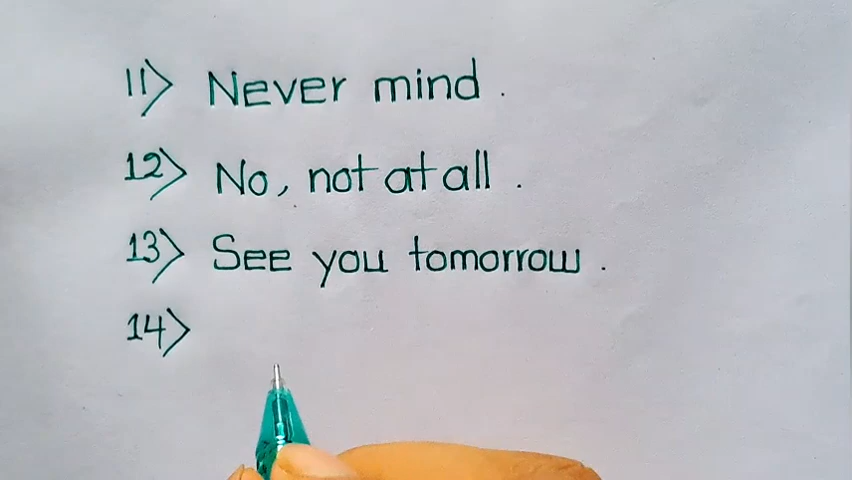 11) Never mind .
12) No, not at all .
13) See you tomorrow .
14)